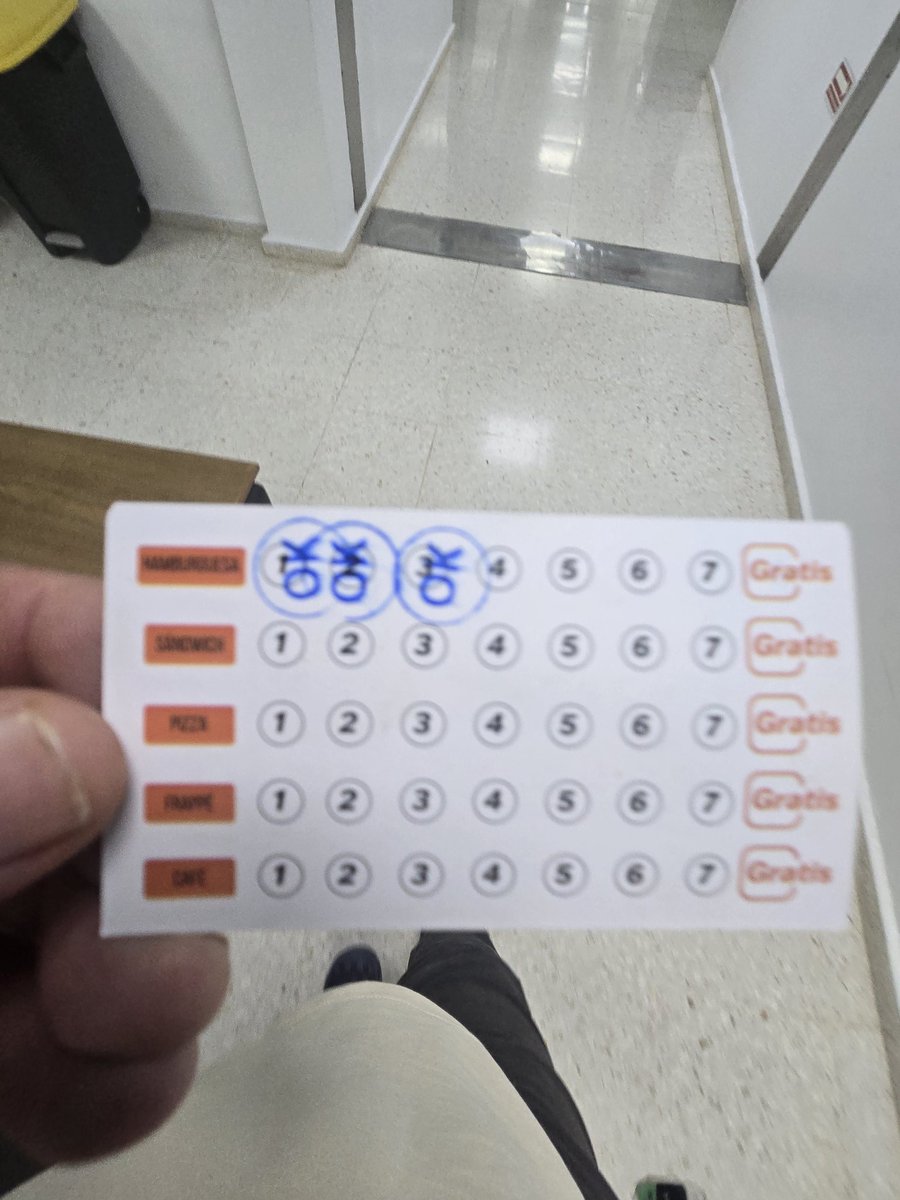 HAMBURGUESA 1 OK 2 OK 3 OK 4 5 6 7 Gratis
SÁNDWICH 1 2 3 4 5 6 7 Gratis
PIZZA 1 2 3 4 5 6 7 Gratis
FRAPPÉ 1 2 3 4 5 6 7 Gratis
CAFÉ 1 2 3 4 5 6 7 Gratis